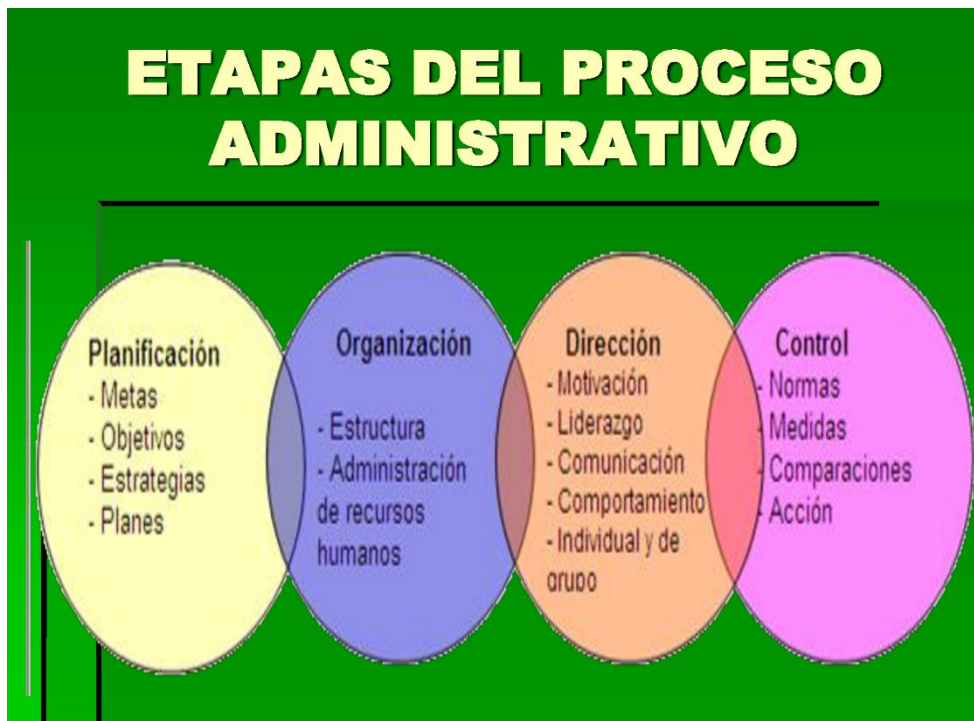 ETAPAS DEL PROCESO
ADMINISTRATIVO
Planificación
- Metas
- Objetivos
- Estrategias
- Planes
Organización
- Estructura
- Administración
de recursos
humanos
Dirección
- Motivación
- Liderazgo
- Comunicación
- Comportamiento
- Individual y de
grupo
Control
- Normas
- Medidas
- Comparaciones
- Acción